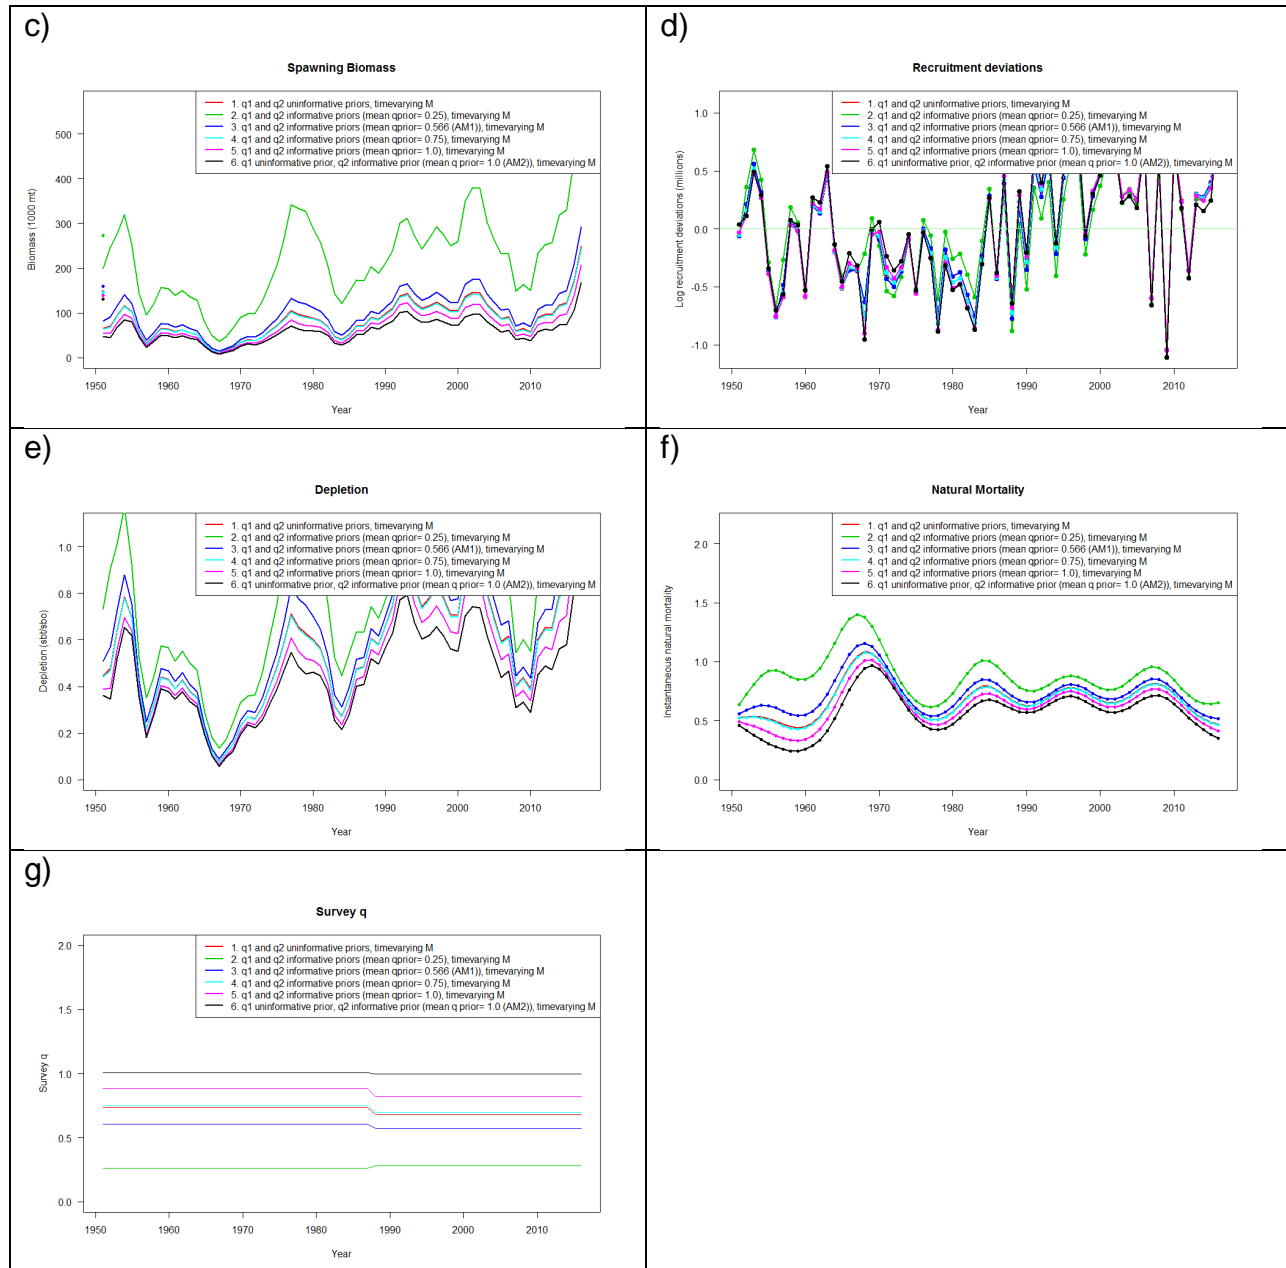 c)
Spawning Biomass
1. q1 and q2 uninformative priors, timevarying M
2. q1 and q2 informative priors (mean qprior= 0.25), timevarying M
3. q1 and q2 informative priors (mean qprior= 0.566 (AM1)), timevarying M
4. q1 and q2 informative priors (mean qprior= 0.75), timevarying M
5. q1 and q2 informative priors (mean qprior= 1.0), timevarying M
6. q1 uninformative prior, q2 informative prior (mean q prior= 1.0 (AM2)), timevarying M
Biomass (1000 mt)
500
400
300
200
100
0
1950 1960 1970 1980 1990 2000 2010
Year
d)
Recruitment deviations
1. q1 and q2 uninformative priors, timevarying M
2. q1 and q2 informative priors (mean qprior= 0.25), timevarying M
3. q1 and q2 informative priors (mean qprior= 0.566 (AM1)), timevarying M
4. q1 and q2 informative priors (mean qprior= 0.75), timevarying M
5. q1 and q2 informative priors (mean qprior= 1.0), timevarying M
6. q1 uninformative prior, q2 informative prior (mean q prior= 1.0 (AM2)), timevarying M
Log recruitment deviations (millions)
1.0
0.5
0.0
-0.5
-1.0
1950 1960 1970 1980 1990 2000 2010
Year
e)
Depletion
1. q1 and q2 uninformative priors, timevarying M
2. q1 and q2 informative priors (mean qprior= 0.25), timevarying M
3. q1 and q2 informative priors (mean qprior= 0.566 (AM1)), timevarying M
4. q1 and q2 informative priors (mean qprior= 0.75), timevarying M
5. q1 and q2 informative priors (mean qprior= 1.0), timevarying M
6. q1 uninformative prior, q2 informative prior (mean q prior= 1.0 (AM2)), timevarying M
Depletion (sbt/sbo)
1.0
0.8
0.6
0.4
0.2
0.0
1950 1960 1970 1980 1990 2000 2010
Year
f)
Natural Mortality
1. q1 and q2 uninformative priors, timevarying M
2. q1 and q2 informative priors (mean qprior= 0.25), timevarying M
3. q1 and q2 informative priors (mean qprior= 0.566 (AM1)), timevarying M
4. q1 and q2 informative priors (mean qprior= 0.75), timevarying M
5. q1 and q2 informative priors (mean qprior= 1.0), timevarying M
6. q1 uninformative prior, q2 informative prior (mean q prior= 1.0 (AM2)), timevarying M
Instantaneous natural mortality
2.0
1.5
1.0
0.5
0.0
1950 1960 1970 1980 1990 2000 2010
Year
g)
Survey q
1. q1 and q2 uninformative priors, timevarying M
2. q1 and q2 informative priors (mean qprior= 0.25), timevarying M
3. q1 and q2 informative priors (mean qprior= 0.566 (AM1)), timevarying M
4. q1 and q2 informative priors (mean qprior= 0.75), timevarying M
5. q1 and q2 informative priors (mean qprior= 1.0), timevarying M
6. q1 uninformative prior, q2 informative prior (mean q prior= 1.0 (AM2)), timevarying M
Survey q
2.0
1.5
1.0
0.5
0.0
1950 1960 1970 1980 1990 2000 2010
Year